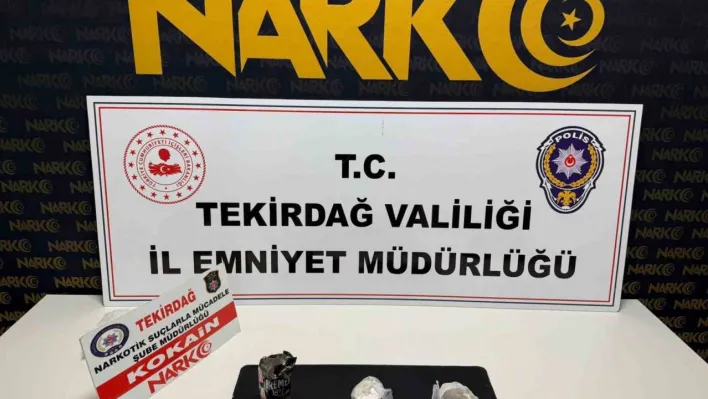 NARKO
T.C.
TEKİRDAĞ VALİLİĞİ
İL EMNİYET MÜDÜRLÜĞÜ
POLİS
TEKİRDAĞ
NARKOTİK SUÇLARLA MÜCADELE
ŞUBE MÜDÜRLÜĞÜ
KOKAİN
NARKO